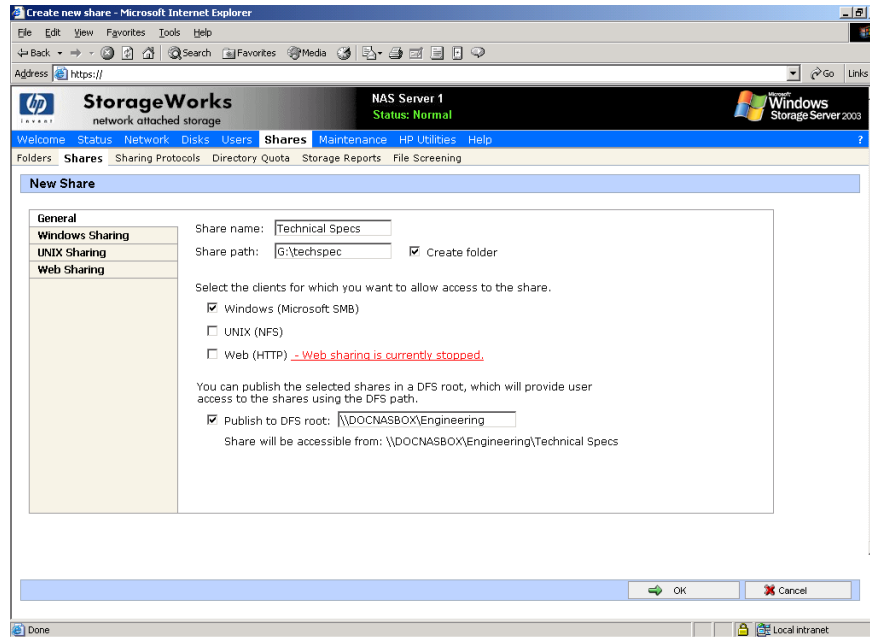 Create new share - Microsoft Internet Explorer
File Edit View Favorites Tools Help
Back Search Favorites Media
Address https:// Go Links
hp StorageWorks NAS Server 1 Microsoft Windows
invent network attached storage Status: Normal Storage Server 2003
Welcome Status Network Disks Users Shares Maintenance HP Utilities Help ?
Folders Shares Sharing Protocols Directory Quota Storage Reports File Screening
New Share
General
Windows Sharing
UNIX Sharing
Web Sharing
Share name: Technical Specs
Share path: G:\techspec Create folder
Select the clients for which you want to allow access to the share.
Windows (Microsoft SMB)
UNIX (NFS)
Web (HTTP) - Web sharing is currently stopped.
You can publish the selected shares in a DFS root, which will provide user
access to the shares using the DFS path.
Publish to DFS root: \\DOCNASBOX\Engineering
Share will be accessible from: \\DOCNASBOX\Engineering\Technical Specs
OK Cancel
Done Local intranet